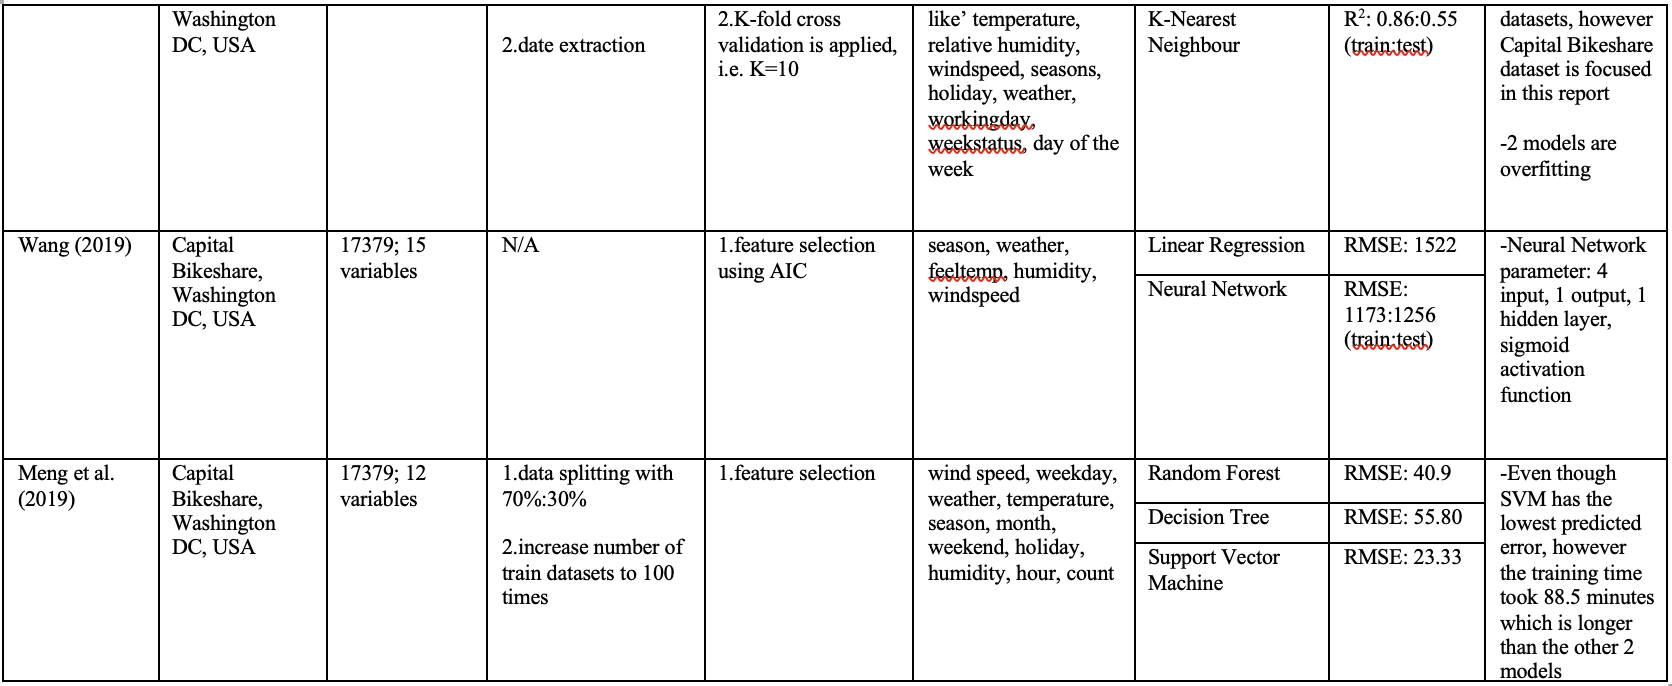 Washington
DC, USA
2.date extraction
2.K-fold cross
validation is applied,
i.e. K=10
like’ temperature,
relative humidity,
windspeed, seasons,
holiday, weather,
workingday,
weekstatus, day of the
week
K-Nearest
Neighbour
R²: 0.86:0.55
(train:test)
datasets, however
Capital Bikeshare
dataset is focused
in this report
-2 models are
overfitting
Wang (2019)
Capital
Bikeshare,
Washington
DC, USA
17379; 15
variables
N/A
1.feature selection
using AIC
season, weather,
feeltemp, humidity,
windspeed
Linear Regression
RMSE: 1522
Neural Network
RMSE:
1173:1256
(train:test)
-Neural Network
parameter: 4
input, 1 output, 1
hidden layer,
sigmoid
activation
function
Meng et al.
(2019)
Capital
Bikeshare,
Washington
DC, USA
17379; 12
variables
1.data splitting with
70%:30%
2.increase number of
train datasets to 100
times
1.feature selection
wind speed, weekday,
weather, temperature,
season, month,
weekend, holiday,
humidity, hour, count
Random Forest
RMSE: 40.9
Decision Tree
RMSE: 55.80
Support Vector
Machine
RMSE: 23.33
-Even though
SVM has the
lowest predicted
error, however
the training time
took 88.5 minutes
which is longer
than the other 2
models